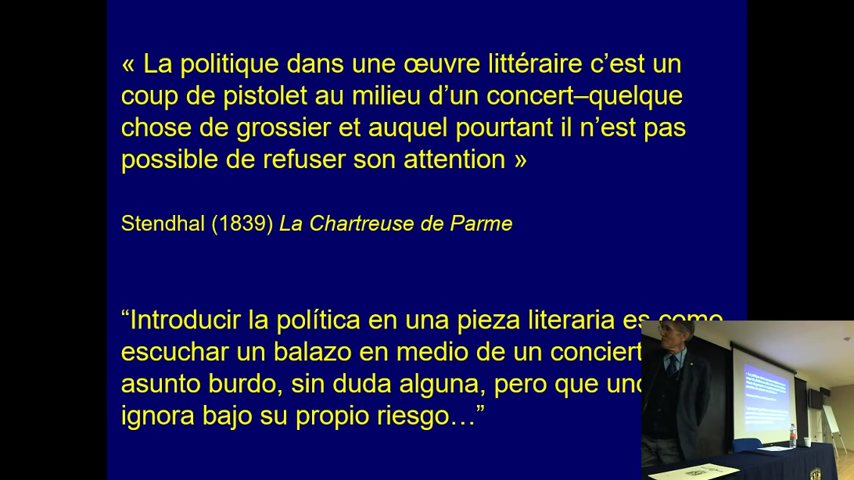 « La politique dans une œuvre littéraire c’est un
coup de pistolet au milieu d’un concert–quelque
chose de grossier et auquel pourtant il n’est pas
possible de refuser son attention »
Stendhal (1839) La Chartreuse de Parme
“Introducir la política en una pieza literaria es como
escuchar un balazo en medio de un conciert
asunto burdo, sin duda alguna, pero que uno
ignora bajo su propio riesgo…”